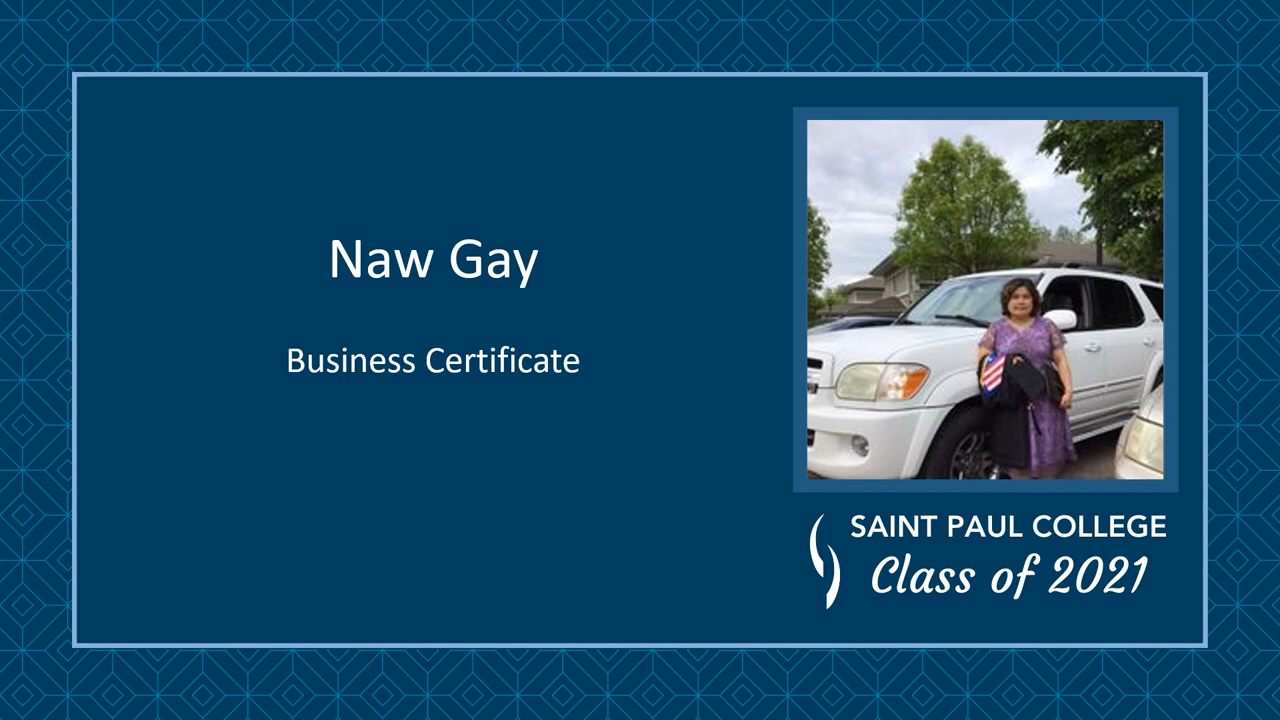 Naw Gay
Business Certificate
SAINT PAUL COLLEGE
Class of 2021